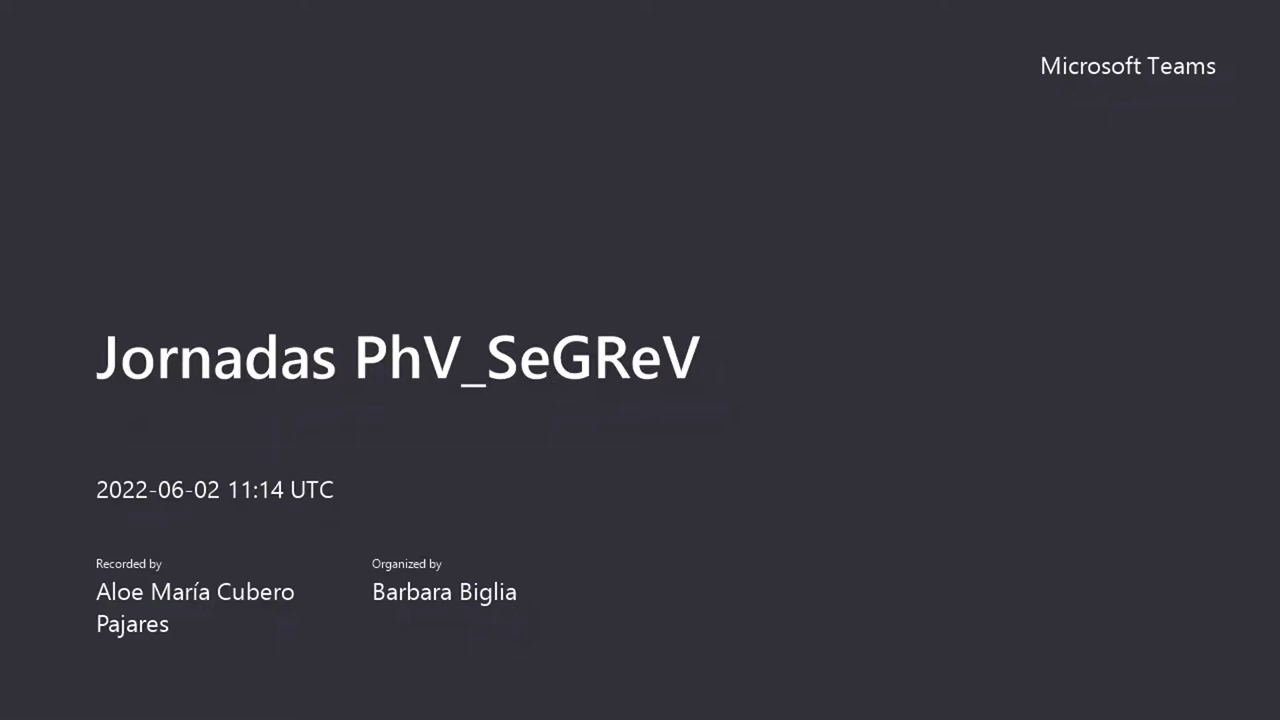 Microsoft Teams
Jornadas PhV_SeGReV
2022-06-02 11:14 UTC
Recorded by
Aloe María Cubero
Pajares
Organized by
Barbara Biglia